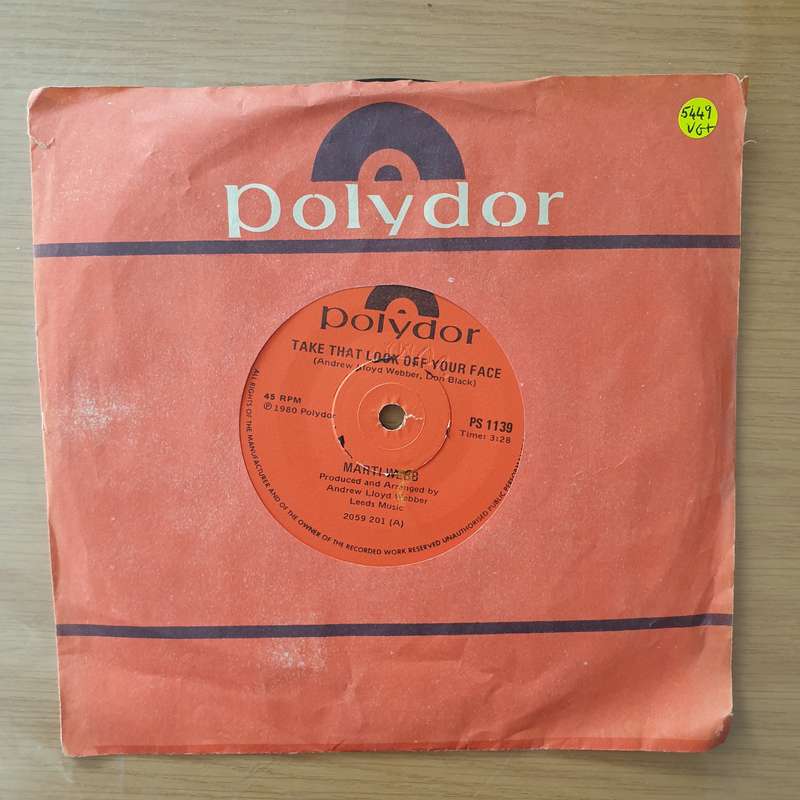 5449
VG+
polydor
polydor
TAKE THAT LOOK OFF YOUR FACE
(Andrew Lloyd Webber, Don Black)
45 RPM
℗ 1980 Polydor
PS 1139
Time: 3:28
MARTI WEBB
Produced and Arranged by
Andrew Lloyd Webber
Leeds Music
2059 201 (A)
ALL RIGHTS OF THE MANUFACTURER AND OF THE OWNER OF THE RECORDED WORK RESERVED UNAUTHORISED PUBLIC